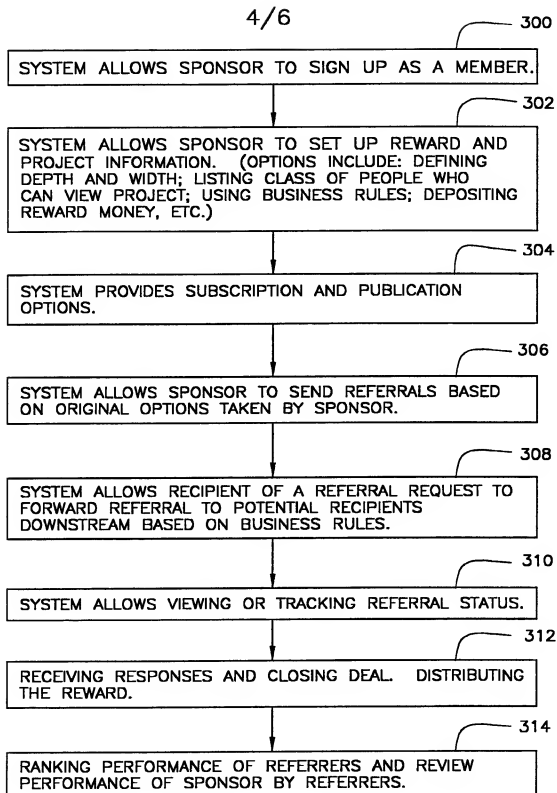 4/6
300
SYSTEM ALLOWS SPONSOR TO SIGN UP AS A MEMBER.
302
SYSTEM ALLOWS SPONSOR TO SET UP REWARD AND
PROJECT INFORMATION. (OPTIONS INCLUDE: DEFINING
DEPTH AND WIDTH; LISTING CLASS OF PEOPLE WHO
CAN VIEW PROJECT; USING BUSINESS RULES; DEPOSITING
REWARD MONEY, ETC.)
304
SYSTEM PROVIDES SUBSCRIPTION AND PUBLICATION
OPTIONS.
306
SYSTEM ALLOWS SPONSOR TO SEND REFERRALS BASED
ON ORIGINAL OPTIONS TAKEN BY SPONSOR.
308
SYSTEM ALLOWS RECIPIENT OF A REFERRAL REQUEST TO
FORWARD REFERRAL TO POTENTIAL RECIPIENTS
DOWNSTREAM BASED ON BUSINESS RULES.
310
SYSTEM ALLOWS VIEWING OR TRACKING REFERRAL STATUS.
312
RECEIVING RESPONSES AND CLOSING DEAL. DISTRIBUTING
THE REWARD.
314
RANKING PERFORMANCE OF REFERRERS AND REVIEW
PERFORMANCE OF SPONSOR BY REFERRERS.